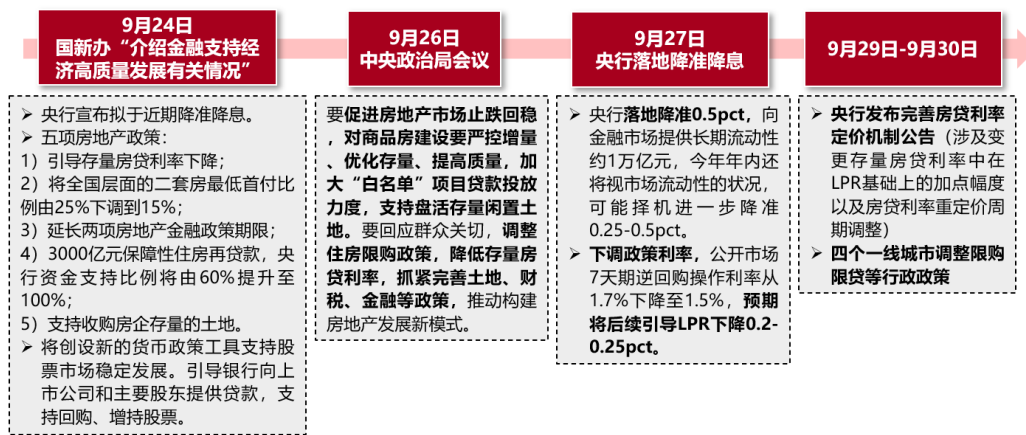 9月24日
国新办“介绍金融支持经
济高质量发展有关情况”
➢ 央行宣布拟于近期降准降息。
➢ 五项房地产政策：
1）引导存量房贷利率下降；
2）将全国层面的二套房最低首付比
例由25%下调到15%；
3）延长两项房地产金融政策期限；
4）3000亿元保障性住房再贷款，央
行资金支持比例将由60%提升至
100%；
5）支持收购房企存量的土地。
➢ 将创设新的货币政策工具支持股
票市场稳定发展。引导银行向上
市公司和主要股东提供贷款，支
持回购、增持股票。
9月26日
中央政治局会议
要促进房地产市场止跌回稳
，对商品房建设要严控增量
、优化存量、提高质量，加
大“白名单”项目贷款投放
力度，支持盘活存量闲置土
地。要回应群众关切，调整
住房限购政策，降低存量房
贷利率，抓紧完善土地、财
税、金融等政策，推动构建
房地产发展新模式。
9月27日
央行落地降准降息
➢ 央行落地降准0.5pct，向
金融市场提供长期流动性
约1万亿元，今年年内还
将视市场流动性的状况，
可能择机进一步降准
0.25-0.5pct。
➢ 下调政策利率，公开市场
7天期逆回购操作利率从
1.7%下降至1.5%，预期
将后续引导LPR下降0.2-
0.25pct。
9月29日-9月30日
➢ 央行发布完善房贷利率
定价机制公告（涉及变
更存量房贷利率中在
LPR基础上的加点幅度
以及房贷利率重定价周
期调整）
➢ 四个一线城市调整限购
限贷等行政政策